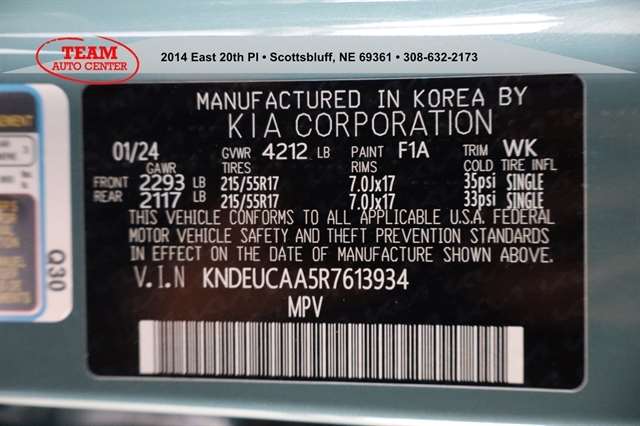 TEAM
AUTO CENTER
2014 East 20th Pl • Scottsbluff, NE 69361 • 308-632-2173
MANUFACTURED IN KOREA BY
KIA CORPORATION
01/24 GVWR 4212 LB PAINT F1A TRIM WK
GAWR TIRES RIMS COLD TIRE INFL
FRONT 2293 LB 215/55R17 7.0Jx17 35psi SINGLE
REAR 2117 LB 215/55R17 7.0Jx17 33psi SINGLE
THIS VEHICLE CONFORMS TO ALL APPLICABLE U.S.A. FEDERAL
MOTOR VEHICLE SAFETY AND THEFT PREVENTION STANDARDS
IN EFFECT ON THE DATE OF MANUFACTURE SHOWN ABOVE.
V.I.N KNDEUCAA5R7613934
MPV
Q30